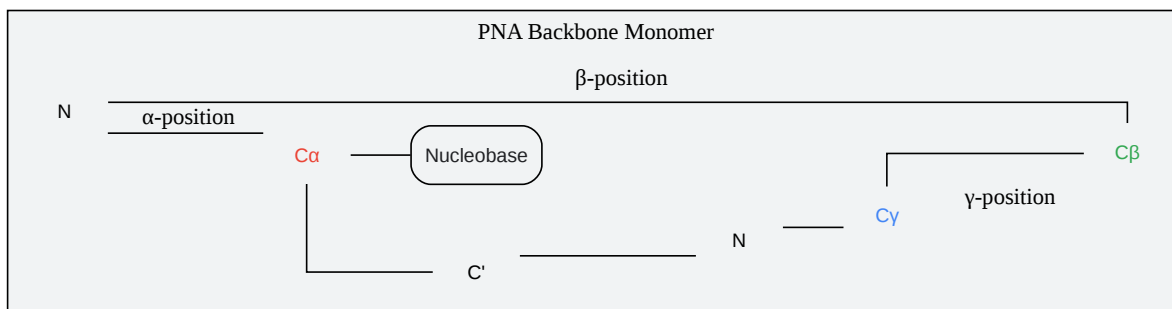 PNA Backbone Monomer
β-position
N
α-position
Cα
Nucleobase
Cβ
γ-position
Cγ
N
C'